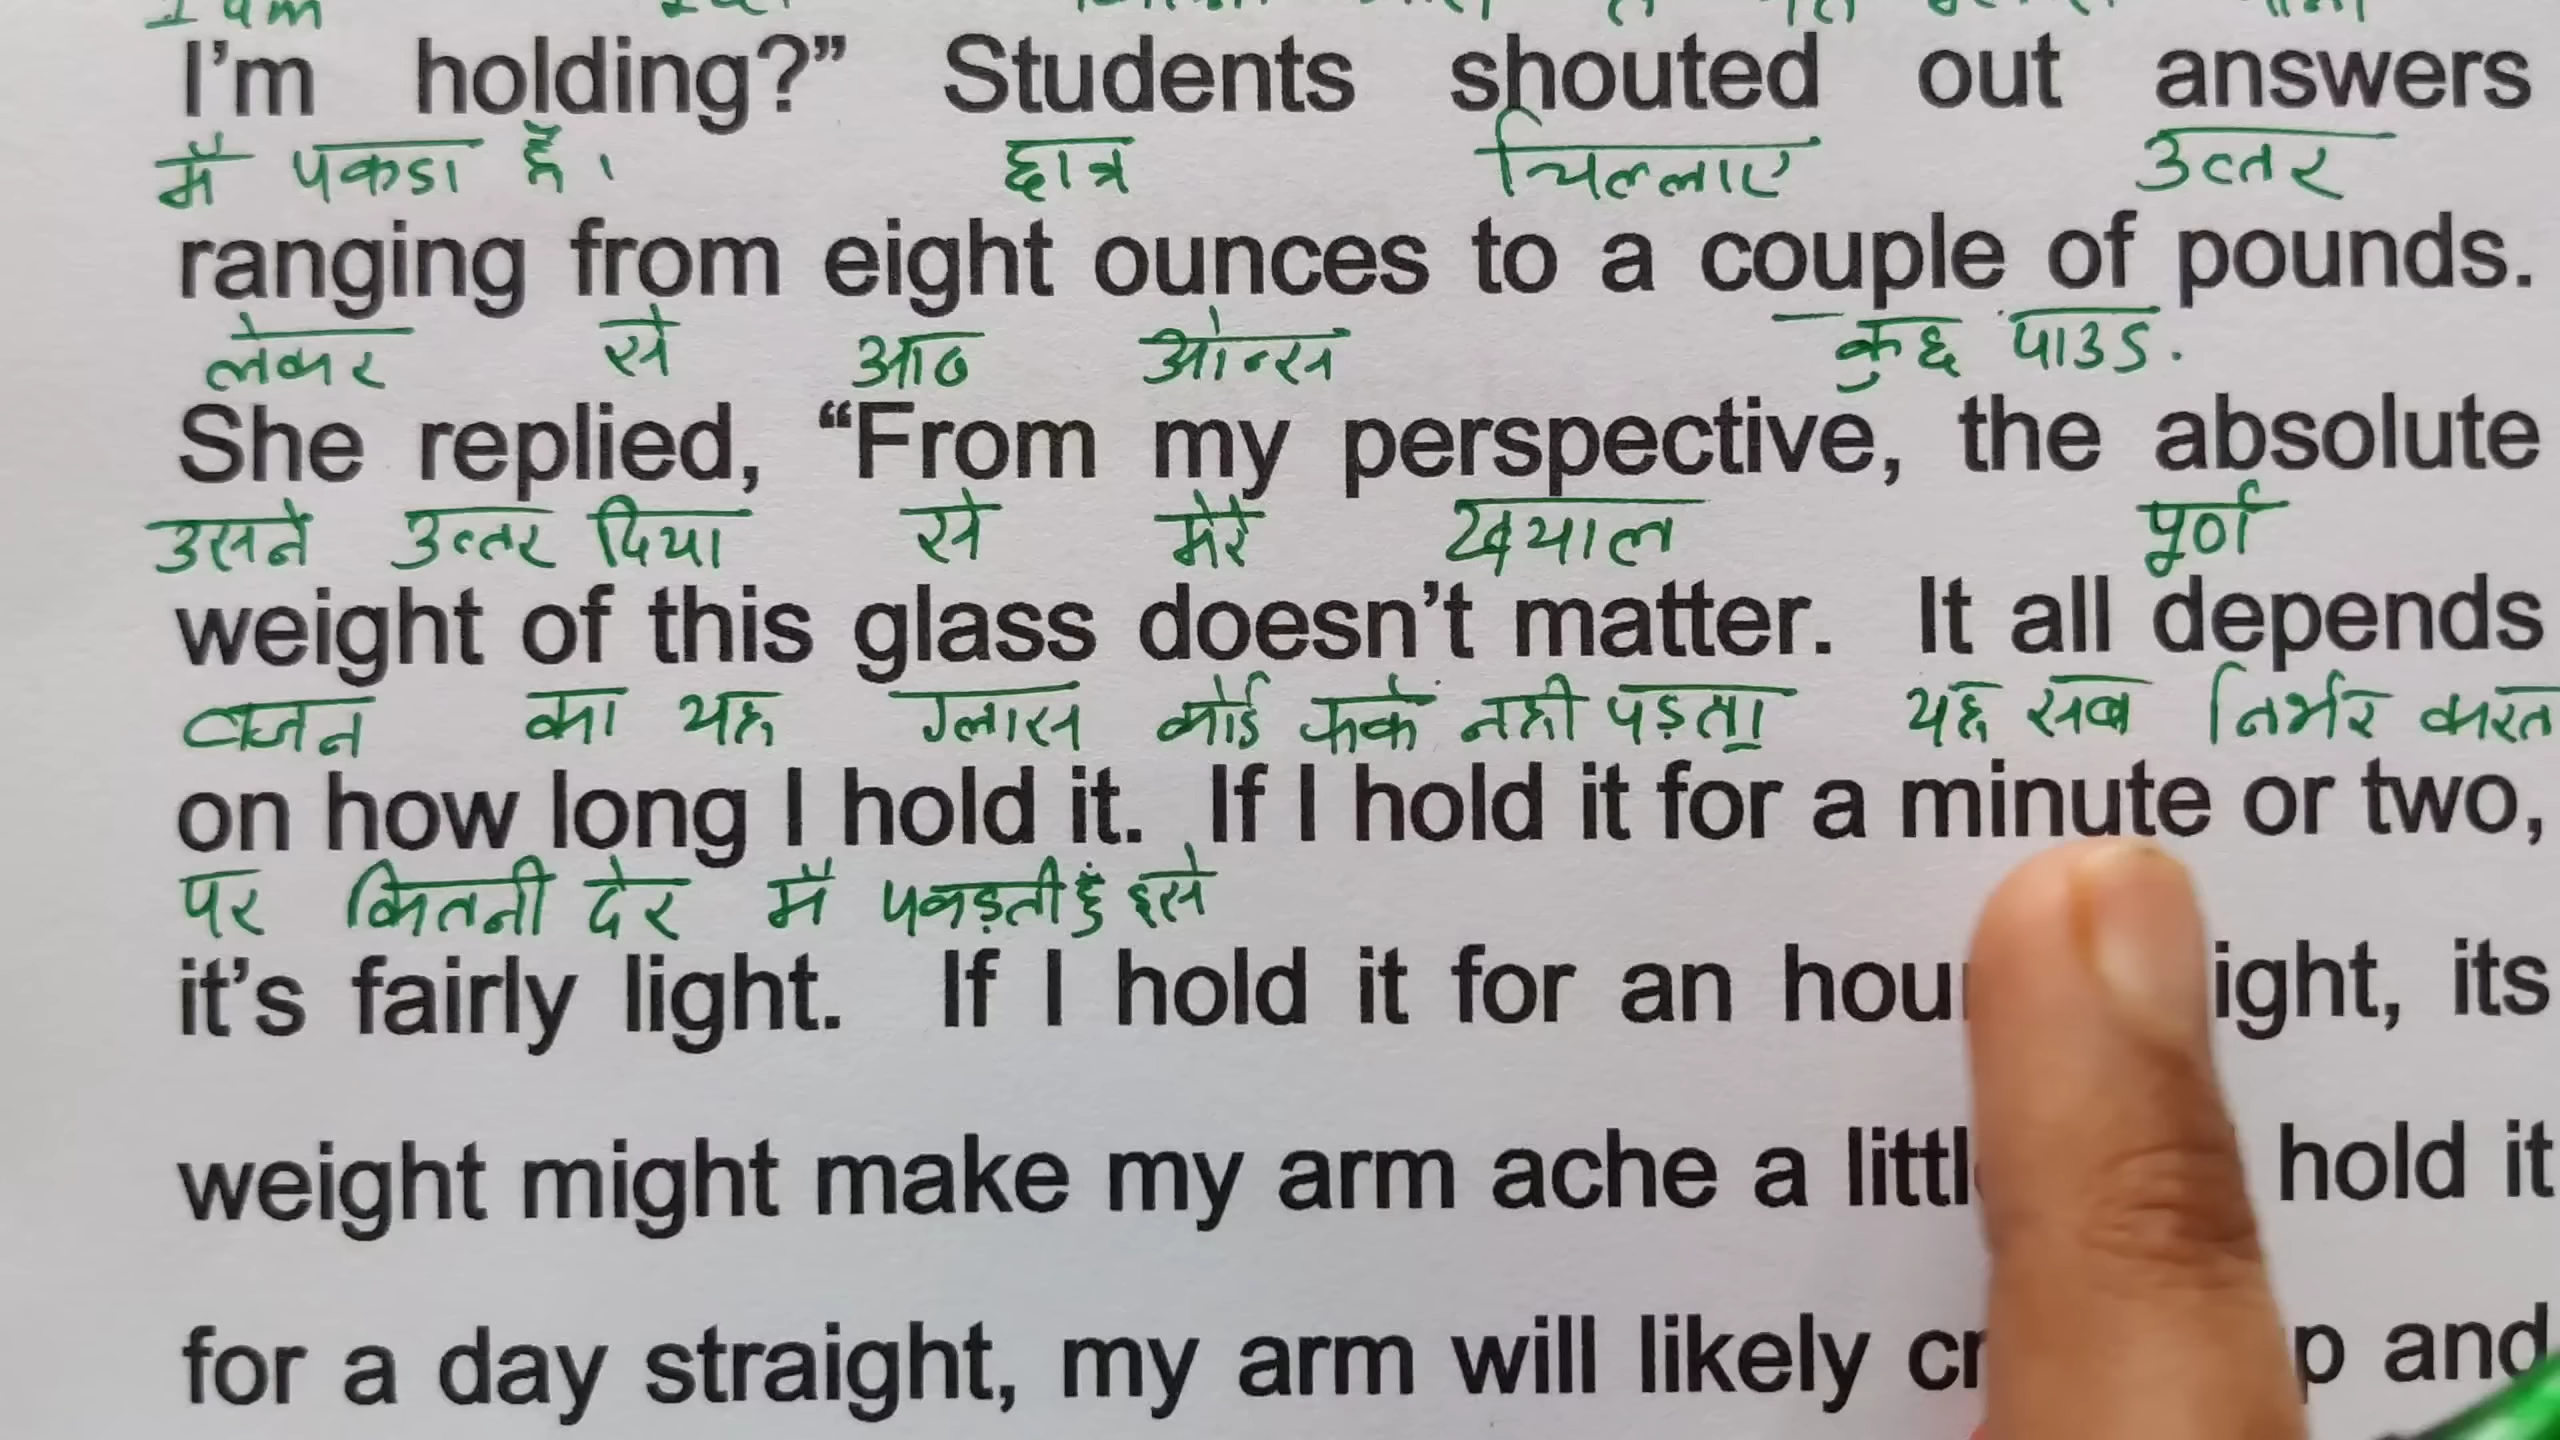 I'm holding?” Students shouted out answers
मैं पकडा हूँ। छात्र चिल्लाए उत्तर
ranging from eight ounces to a couple of pounds.
लेकर से आठ ओन्स कुछ पाउड.
She replied, “From my perspective, the absolute
उसने उत्तर दिया से मेरे ख्याल पूर्ण
weight of this glass doesn't matter. It all depends
वजन का यह ग्लास कोई फर्क नही पड़ता यह सब निर्भर करत
on how long I hold it. If I hold it for a minute or two,
पर कितनी देर मैं पकड़ती हूँ इसे
it's fairly light. If I hold it for an hou ight, its
weight might make my arm ache a littl hold it
for a day straight, my arm will likely cr p and